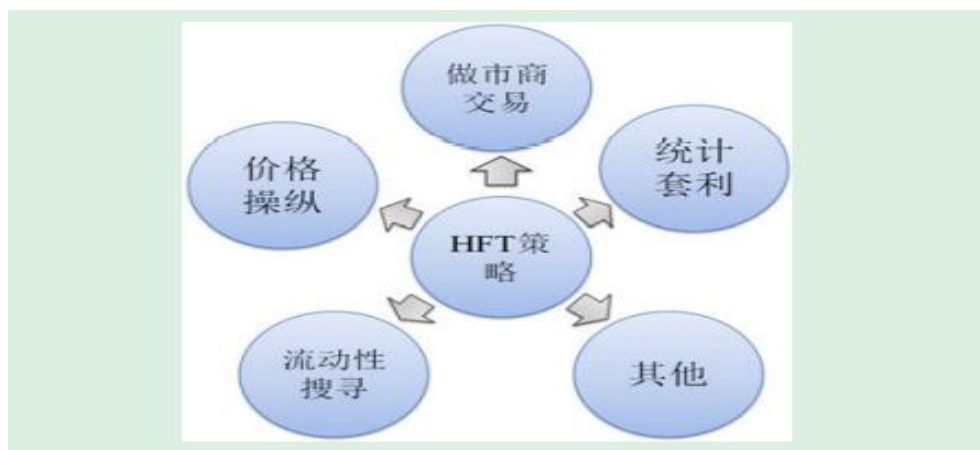 做市商
交易
价格
操纵
统计
套利
HFT策
略
流动性
搜寻
其他